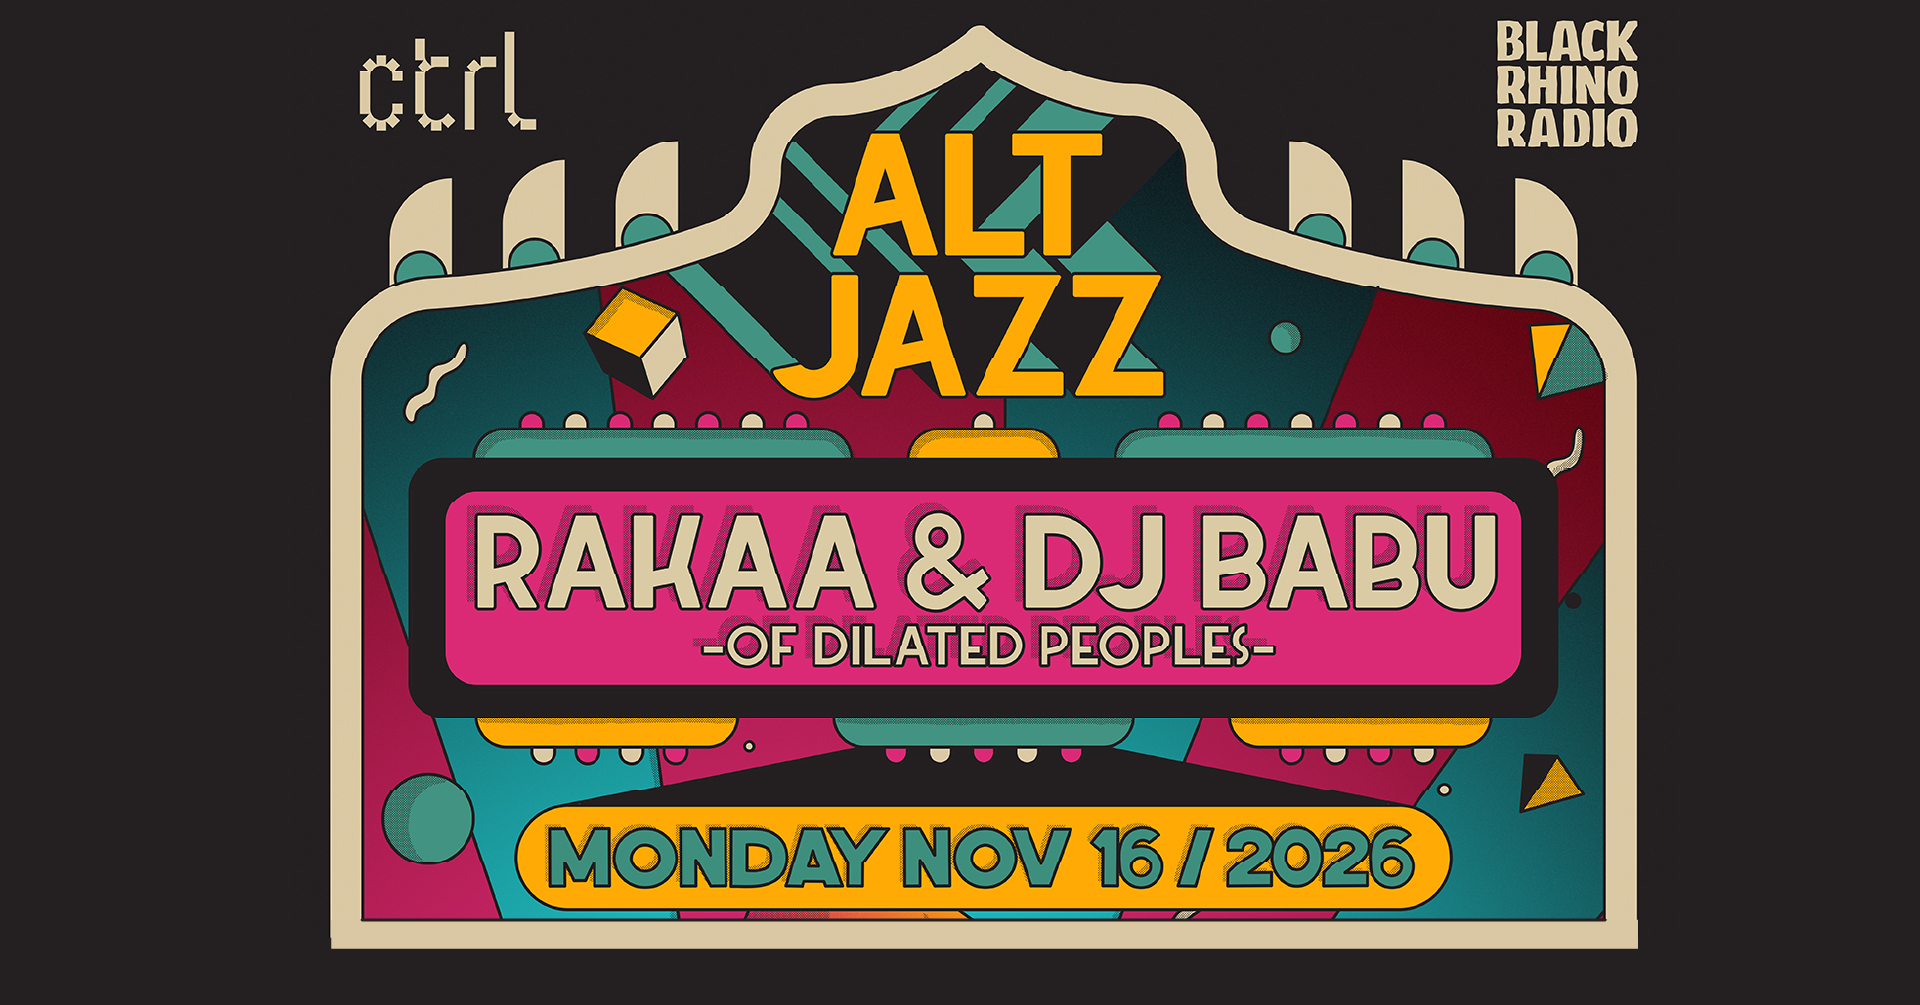 ctrl
BLACK
RHINO
RADIO
ALT
JAZZ
RAKAA & DJ BABU
-OF DILATED PEOPLES-
MONDAY NOV 16 / 2026